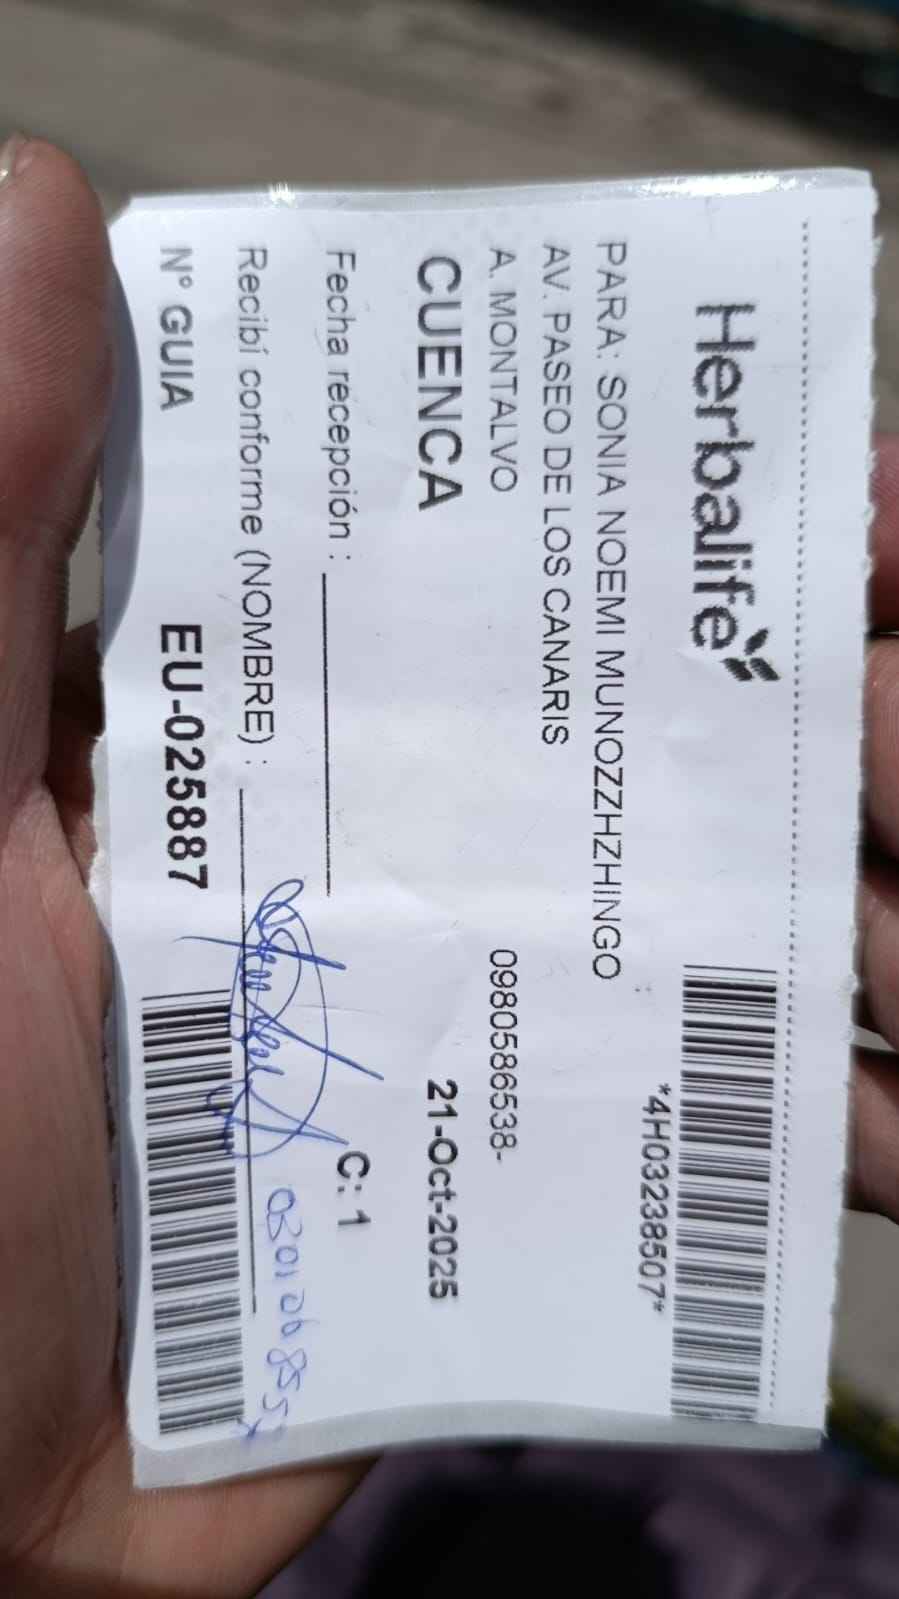 Herbalife
*4H03238507*
PARA: SONIA NOEMI MUNOZZHZHINGO
AV. PASEO DE LOS CANARIS
A. MONTALVO 0980586538-
CUENCA 21-Oct-2025
Fecha recepción : C: 1
Recibí conforme (NOMBRE) :
Nº GUIA EU-025887